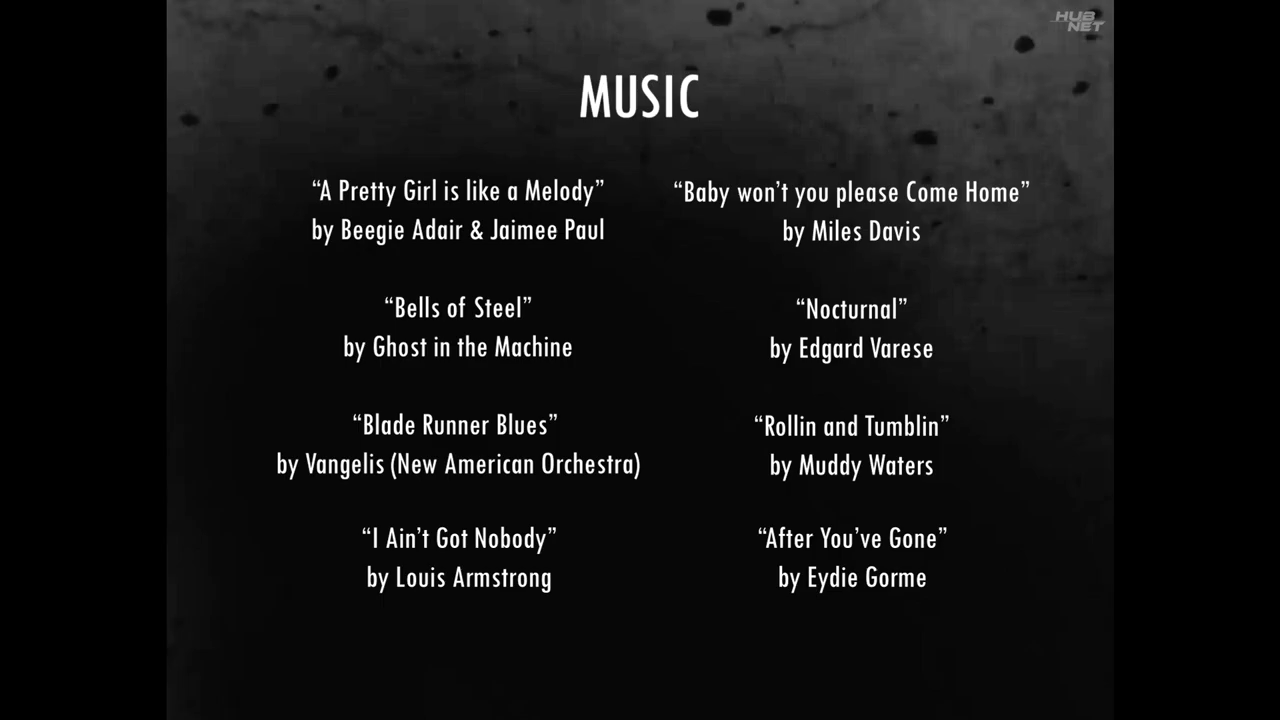 HUB
NET
MUSIC
“A Pretty Girl is like a Melody”
by Beegie Adair & Jaimee Paul
“Bells of Steel”
by Ghost in the Machine
“Blade Runner Blues”
by Vangelis (New American Orchestra)
“I Ain’t Got Nobody”
by Louis Armstrong
“Baby won’t you please Come Home”
by Miles Davis
“Nocturnal”
by Edgard Varese
“Rollin and Tumblin”
by Muddy Waters
“After You’ve Gone”
by Eydie Gorme